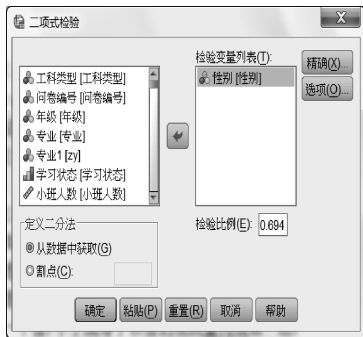 二项式检验
检验变量列表(T):
工科类型 [工科类型]
问卷编号 [问卷编号]
年级 [年级]
专业 [专业]
专业1 [zy]
学习状态 [学习状态]
小班人数 [小班人数]
性别 [性别]
精确(X)...
选项(O)...
定义二分法
从数据中获取(G)
割点(C):
检验比例(E): 0.694
确定 粘贴(P) 重置(R) 取消 帮助